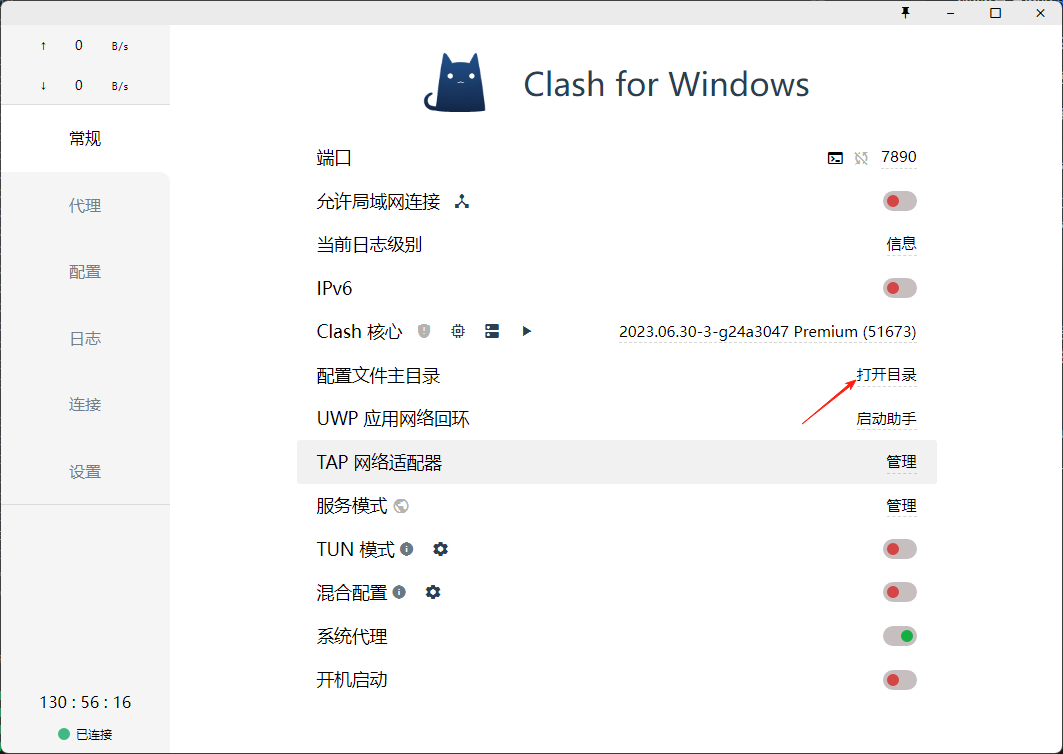 ↑ 0 B/s
↓ 0 B/s
常规
代理
配置
日志
连接
设置
130 : 56 : 16
已连接
Clash for Windows
端口 7890
允许局域网连接
当前日志级别 信息
IPv6
Clash 核心 2023.06.30-3-g24a3047 Premium (51673)
配置文件主目录 打开目录
UWP 应用网络回环 启动助手
TAP 网络适配器 管理
服务模式 管理
TUN 模式
混合配置
系统代理
开机启动